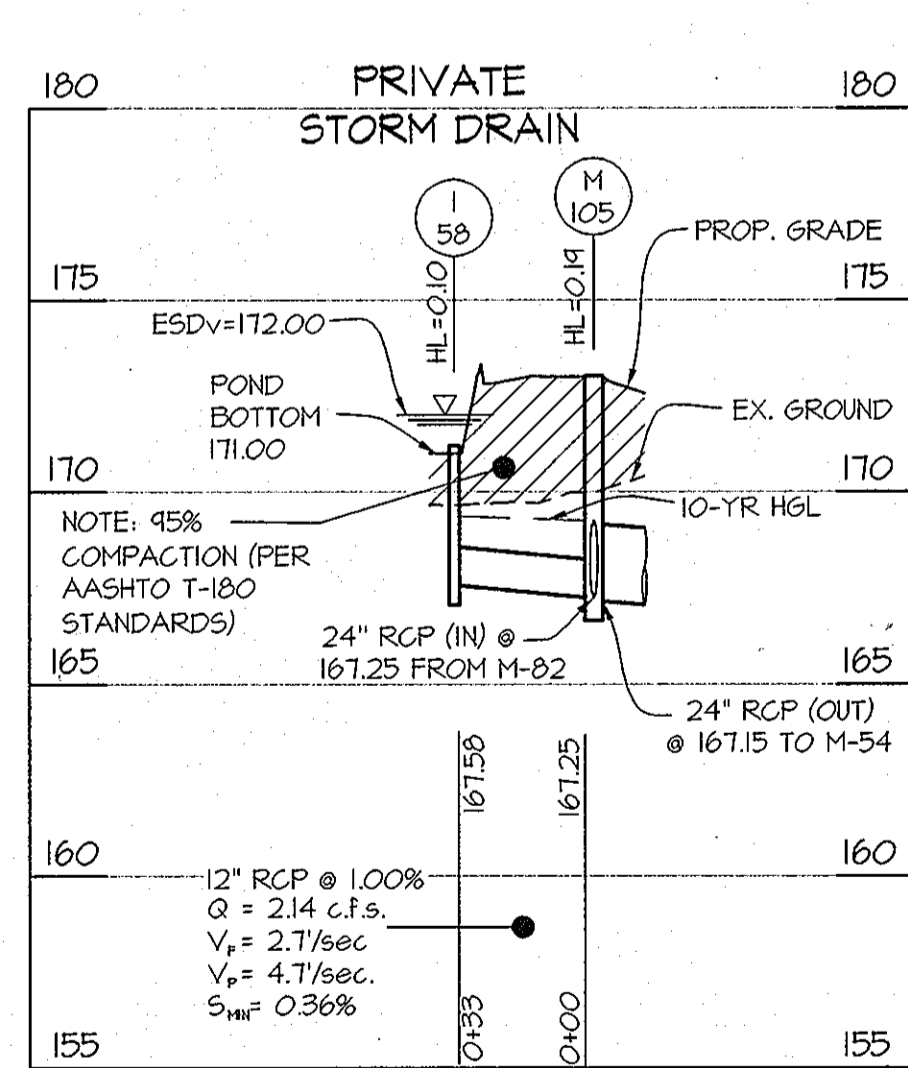 180 PRIVATE 180
STORM DRAIN
I
58
M
105
PROP. GRADE
HL=0.10
HL=0.19
175 175
ESDv=172.00
POND
BOTTOM
171.00
EX. GROUND
170 170
10-YR HGL
NOTE: 95%
COMPACTION (PER
AASHTO T-180
STANDARDS)
24" RCP (IN) @
167.25 FROM M-82
165 165
24" RCP (OUT)
@ 167.15 TO M-54
167.58
167.25
160 160
12" RCP @ 1.00%
Q = 2.14 c.f.s.
VF= 2.7'/sec
VP= 4.7'/sec.
SMIN= 0.36%
0+33
0+00
155 155